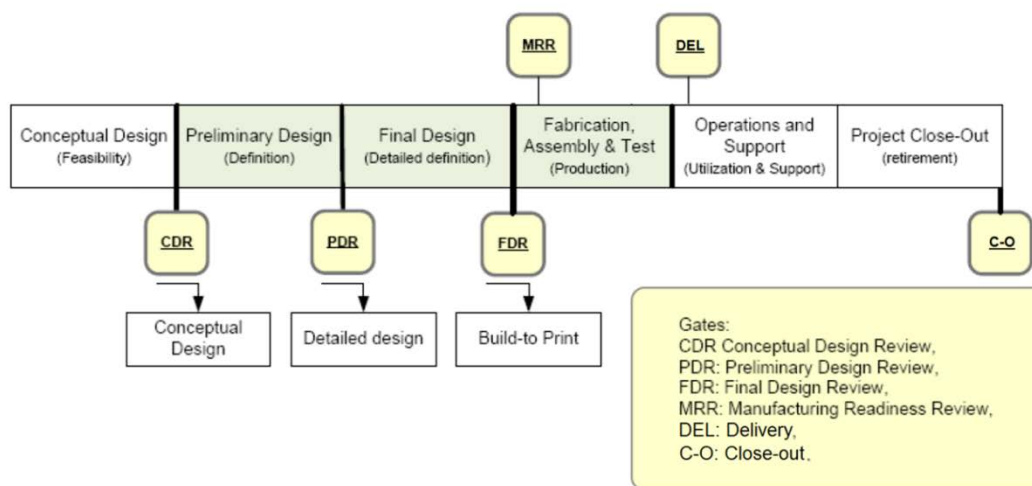 MRR
DEL
Conceptual Design
(Feasibility)
Preliminary Design
(Definition)
Final Design
(Detailed definition)
Fabrication,
Assembly & Test
(Production)
Operations and
Support
(Utilization & Support)
Project Close-Out
(retirement)
CDR
PDR
FDR
C-O
Conceptual
Design
Detailed design
Build-to Print
Gates:
CDR Conceptual Design Review,
PDR: Preliminary Design Review,
FDR: Final Design Review,
MRR: Manufacturing Readiness Review,
DEL: Delivery,
C-O: Close-out.